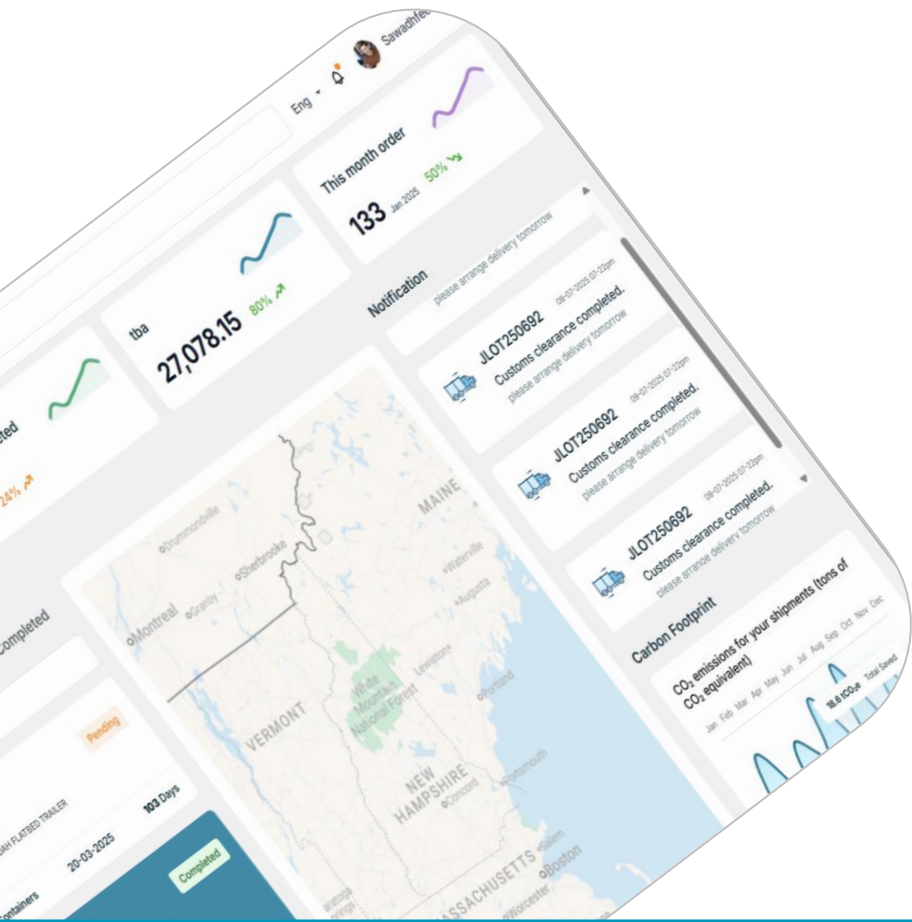 Eng
This month order
133 Jan 2025 50%
tba
27,078.15 80%
24%
Notification
please arrange delivery tomorrow
JLOT250692
Customs clearance completed.
please arrange delivery tomorrow
JLOT250692
Customs clearance completed.
please arrange delivery tomorrow
JLOT250692
Customs clearance completed.
please arrange delivery tomorrow
Carbon Footprint
CO₂ emissions for your shipments (tons of
CO₂ equivalent)
Jan Feb Mar Apr May Jun Jul Aug Sep Oct Nov Dec
Total Saved
Completed
Pending
FLATBED TRAILER
20-03-2025
103 Days
Completed
MAINE
Drummondville
Sherbrooke
Granby
Montreal
Waterville
Augusta
Lewiston
Portland
White
Mountain
National Forest
VERMONT
NEW
HAMPSHIRE
Concord
Portsmouth
Salem
Boston
Worcester